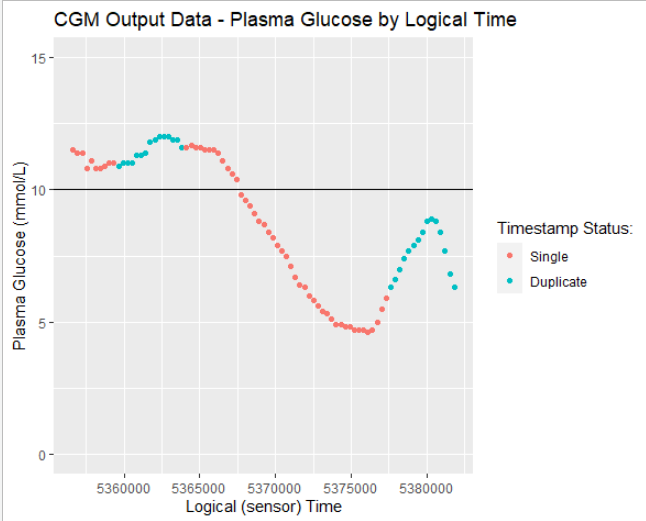 CGM Output Data - Plasma Glucose by Logical Time
15
10
5
0
Plasma Glucose (mmol/L)
5360000 5365000 5370000 5375000 5380000
Logical (sensor) Time
Timestamp Status:
Single
Duplicate